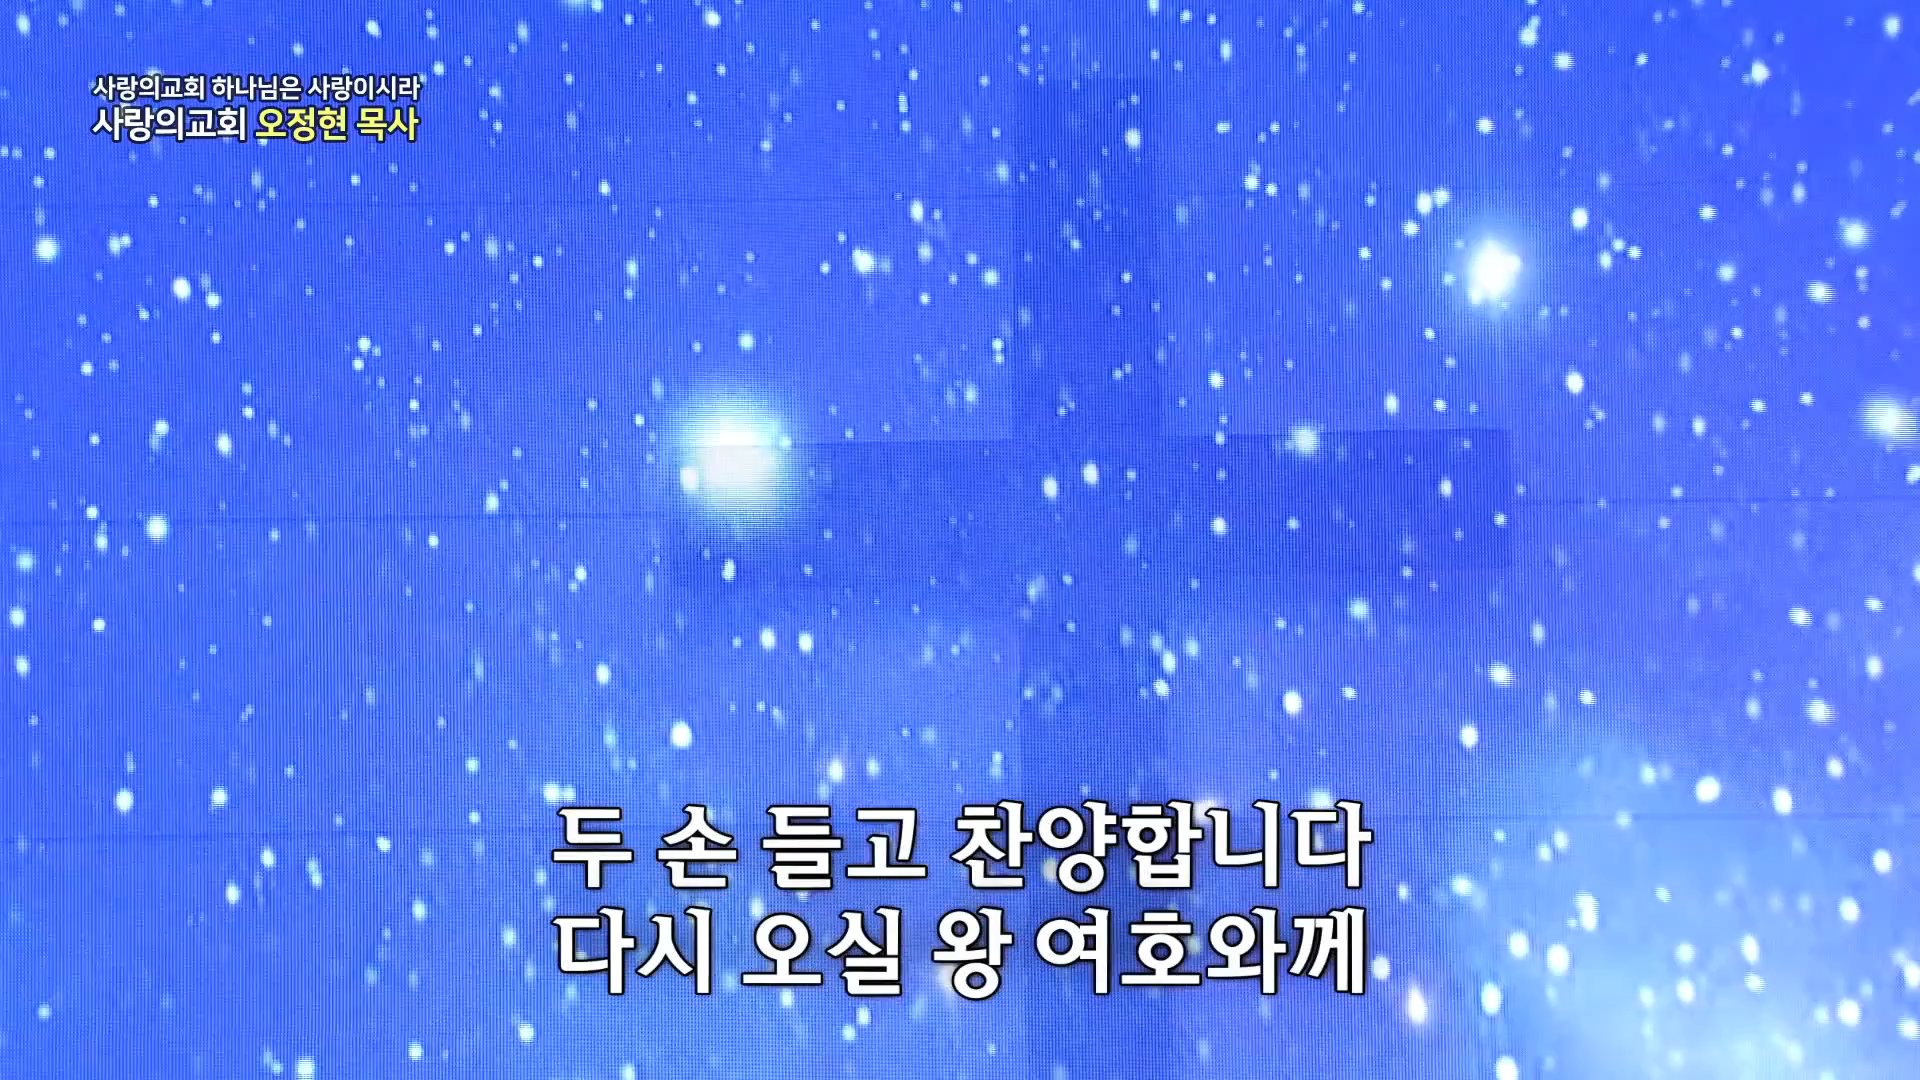 사랑의교회 하나님은 사랑이시라
사랑의교회 오정현 목사
두 손 들고 찬양합니다
다시 오실 왕 여호와께